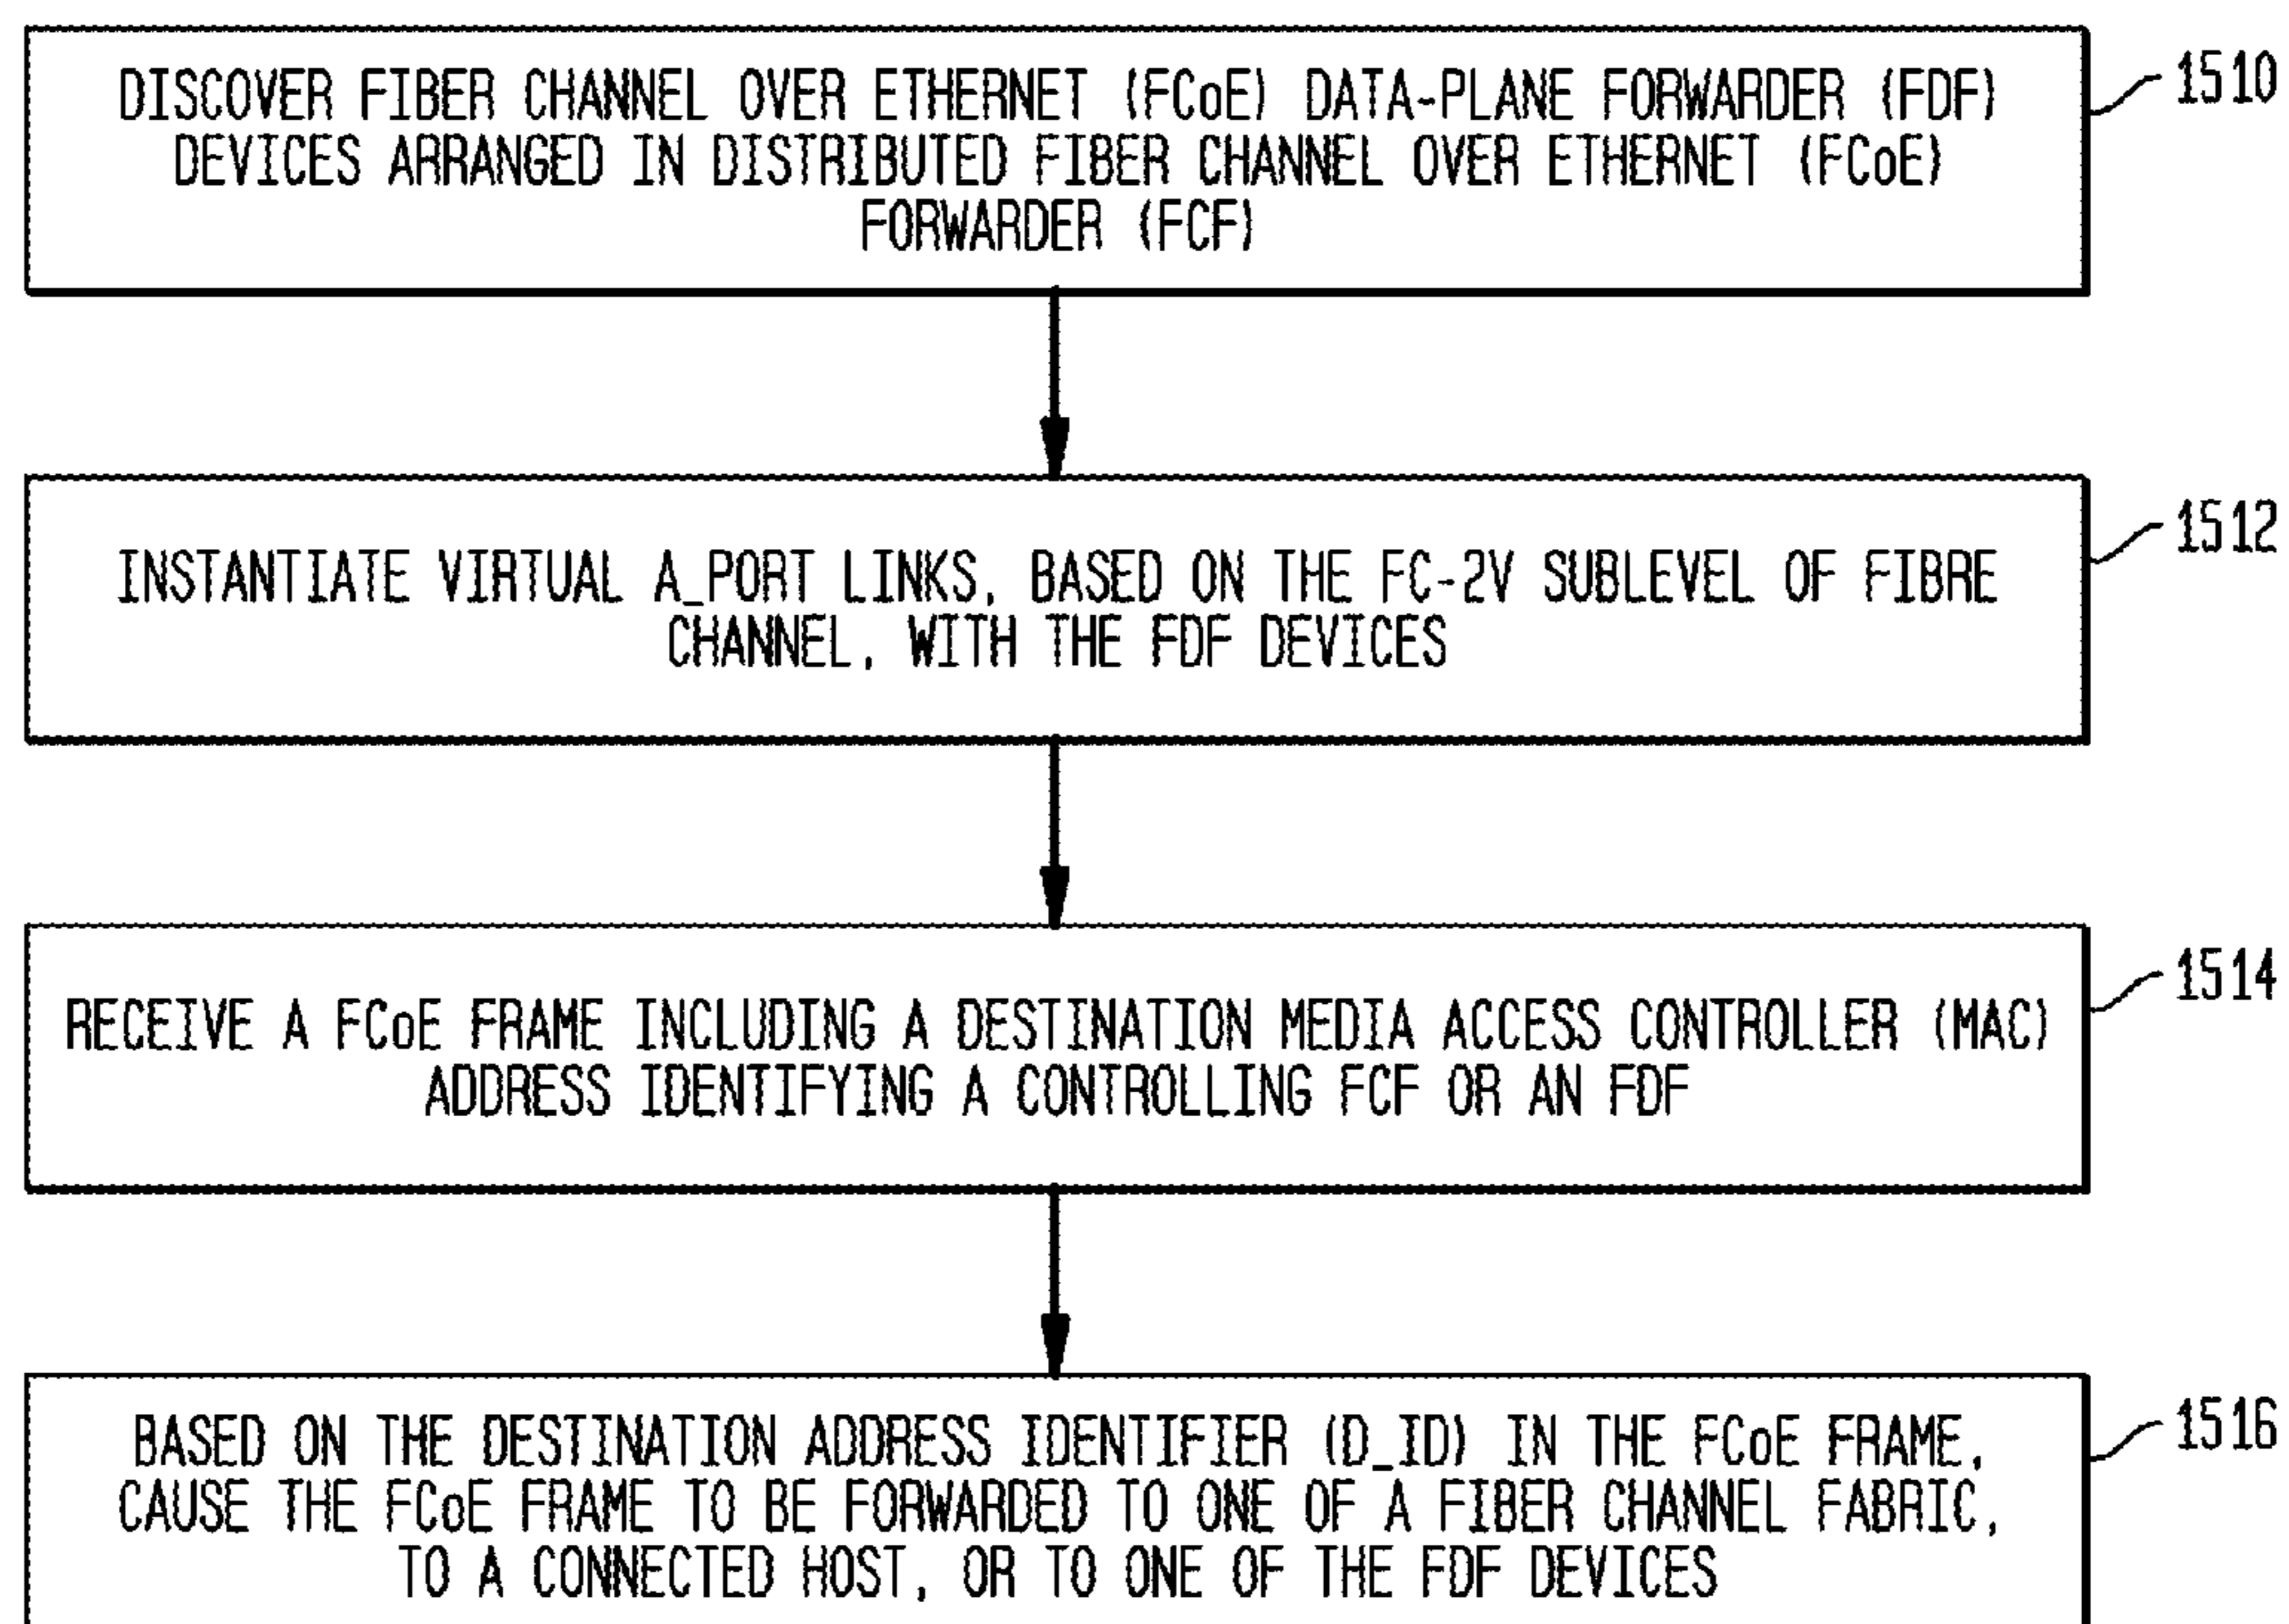 DISCOVER FIBER CHANNEL OVER ETHERNET (FCoE) DATA-PLANE FORWARDER (FDF)
DEVICES ARRANGED IN DISTRIBUTED FIBER CHANNEL OVER ETHERNET (FCoE)
FORWARDER (FCF)
1510
INSTANTIATE VIRTUAL A_PORT LINKS, BASED ON THE FC-2V SUBLEVEL OF FIBRE
CHANNEL, WITH THE FDF DEVICES
1512
RECEIVE A FCoE FRAME INCLUDING A DESTINATION MEDIA ACCESS CONTROLLER (MAC)
ADDRESS IDENTIFYING A CONTROLLING FCF OR AN FDF
1514
BASED ON THE DESTINATION ADDRESS IDENTIFIER (D_ID) IN THE FCoE FRAME,
CAUSE THE FCoE FRAME TO BE FORWARDED TO ONE OF A FIBER CHANNEL FABRIC,
TO A CONNECTED HOST, OR TO ONE OF THE FDF DEVICES
1516